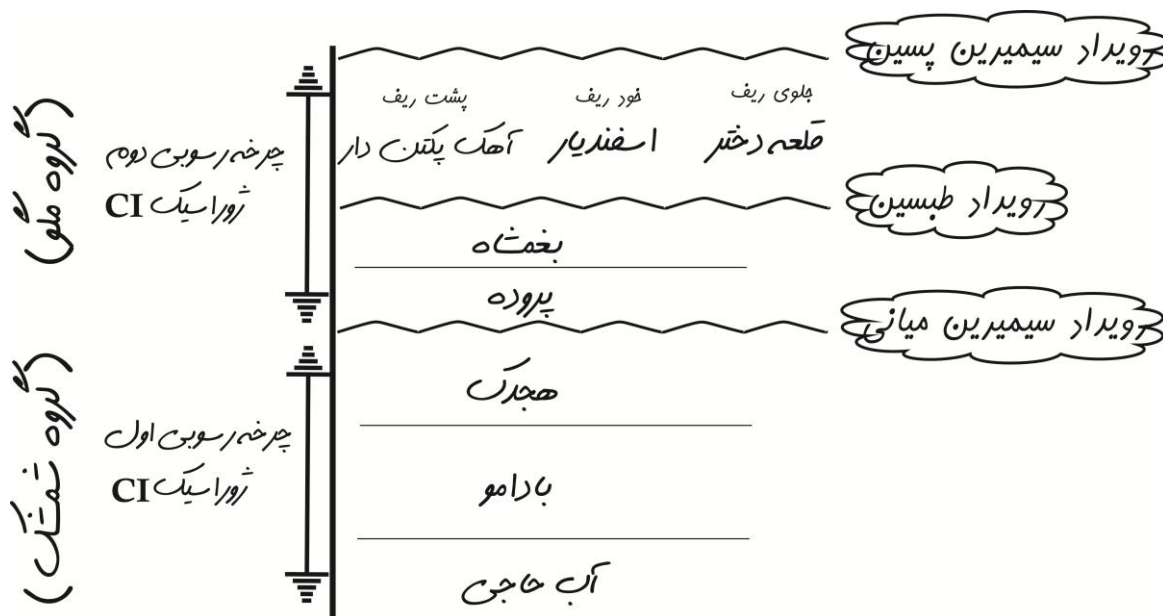 رویداد سیمیرین پسین
جلوی ریف
خود ریف
پشت ریف
قلعه دختر
اسفندیار
آهک پکتن دار
(گروه مگو)
چرخه رسوبی دوم
ژوراسیک CI
رویداد طبسین
بغمشاه
پروده
رویداد سیمیرین میانی
هجدک
(گروه شمشک)
چرخه رسوبی اول
ژوراسیک CI
بادامو
آب حاجی